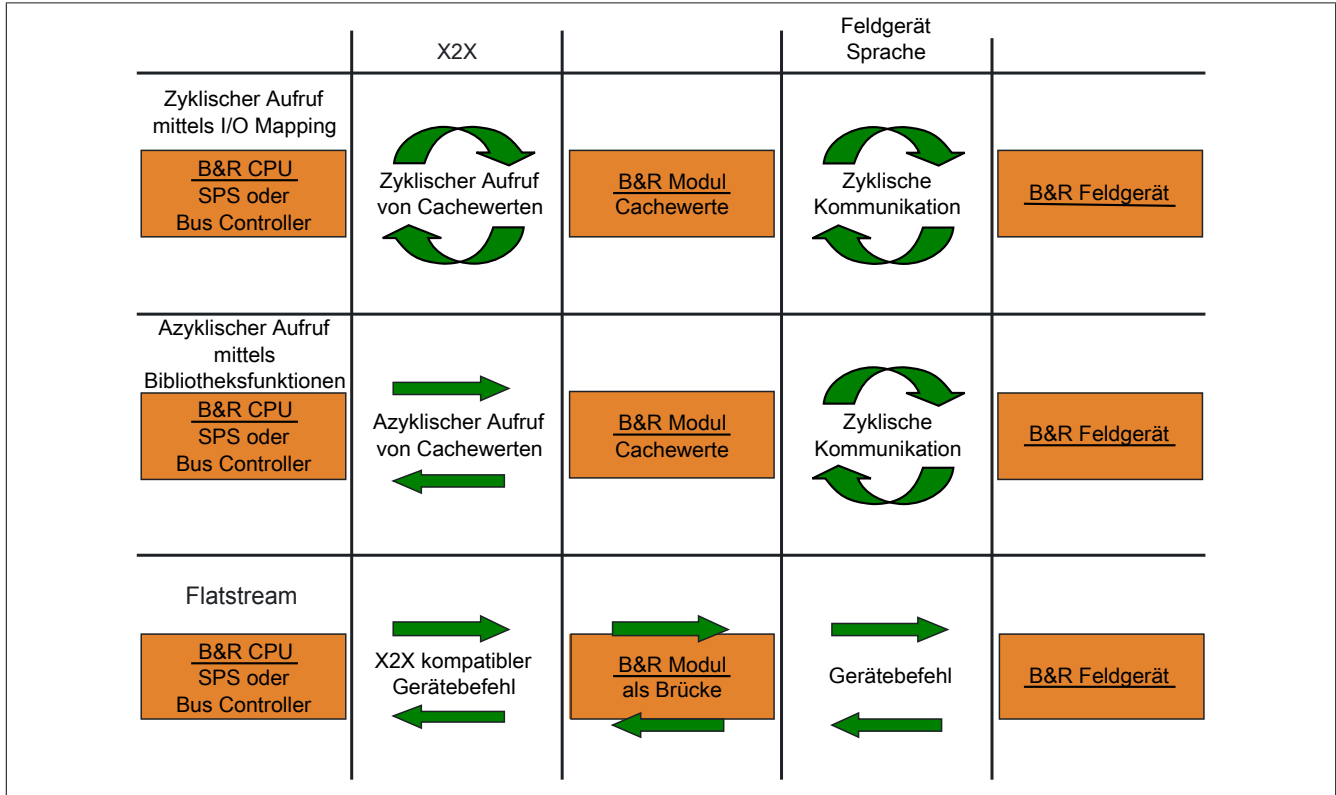 X2X
Feldgerät
Sprache
Zyklischer Aufruf
mittels I/O Mapping
B&R CPU
SPS oder
Bus Controller
Zyklischer Aufruf
von Cachewerten
B&R Modul
Cachewerte
Zyklische
Kommunikation
B&R Feldgerät
Azyklischer Aufruf
mittels
Bibliotheksfunktionen
B&R CPU
SPS oder
Bus Controller
Azyklischer Aufruf
von Cachewerten
B&R Modul
Cachewerte
Zyklische
Kommunikation
B&R Feldgerät
Flatstream
B&R CPU
SPS oder
Bus Controller
X2X kompatibler
Gerätebefehl
B&R Modul
als Brücke
Gerätebefehl
B&R Feldgerät